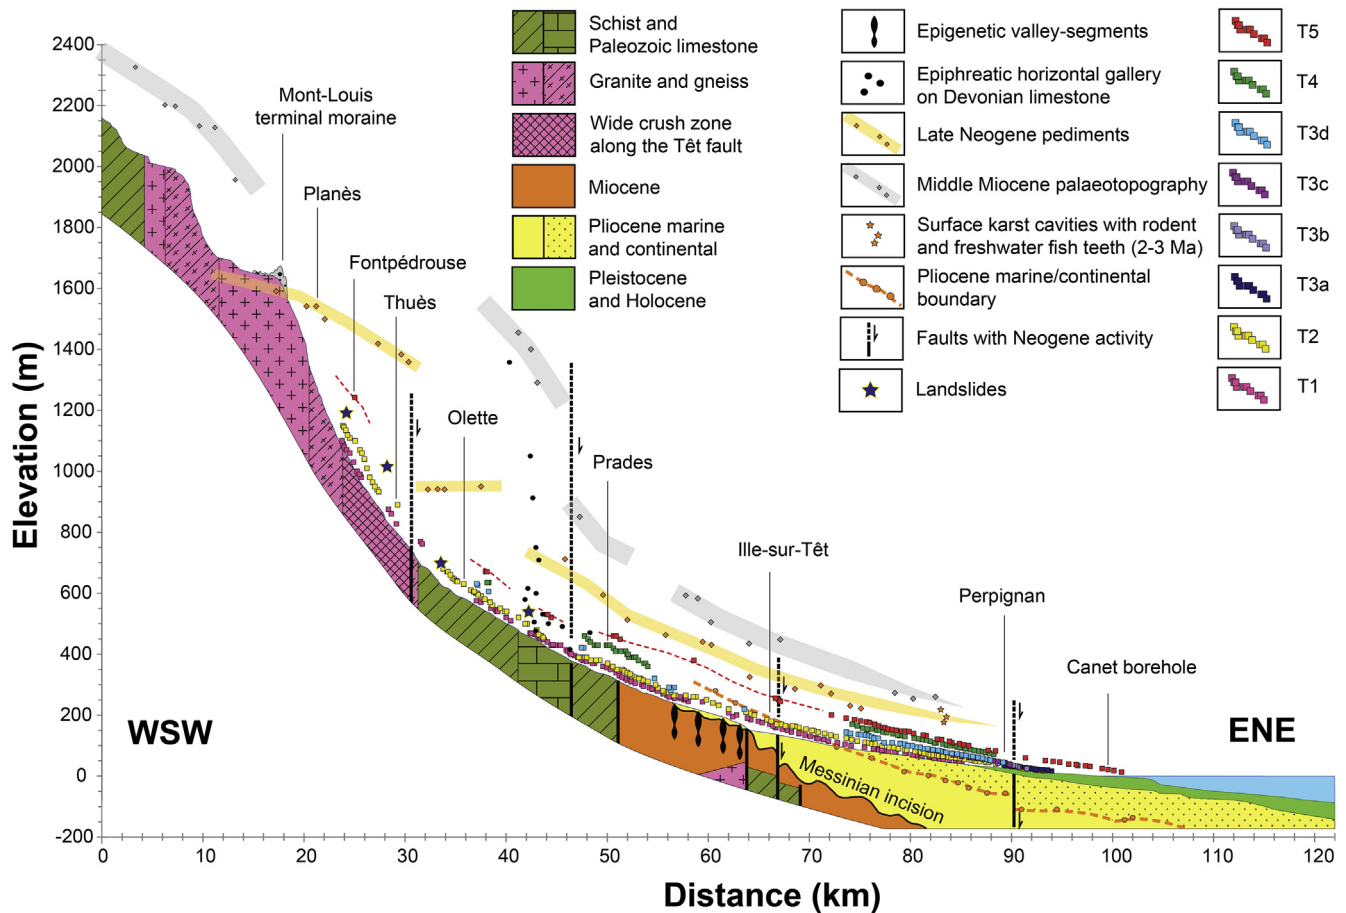 Schist and
Paleozoic limestone
Granite and gneiss
Wide crush zone
along the Têt fault
Miocene
Pliocene marine
and continental
Pleistocene
and Holocene
Epigenetic valley-segments
Epiphreatic horizontal gallery
on Devonian limestone
Late Neogene pediments
Middle Miocene palaeotopography
Surface karst cavities with rodent
and freshwater fish teeth (2-3 Ma)
Pliocene marine/continental
boundary
Faults with Neogene activity
Landslides
T5
T4
T3d
T3c
T3b
T3a
T2
T1
Elevation (m)
2400
2200
2000
1800
1600
1400
1200
1000
800
600
400
200
0
-200
Mont-Louis
terminal moraine
Planès
Fontpédrouse
Thuès
Olette
Prades
Ille-sur-Têt
Perpignan
Canet borehole
WSW
ENE
Messinian incision
0 10 20 30 40 50 60 70 80 90 100 110 120
Distance (km)